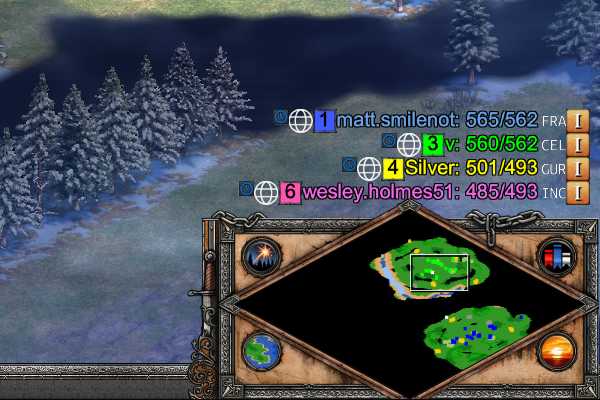 1 matt.smilenot: 565/562 FRA I
3 v: 560/562 CEL I
4 Silver: 501/493 GUR I
6 wesley.holmes51: 485/493 INC I